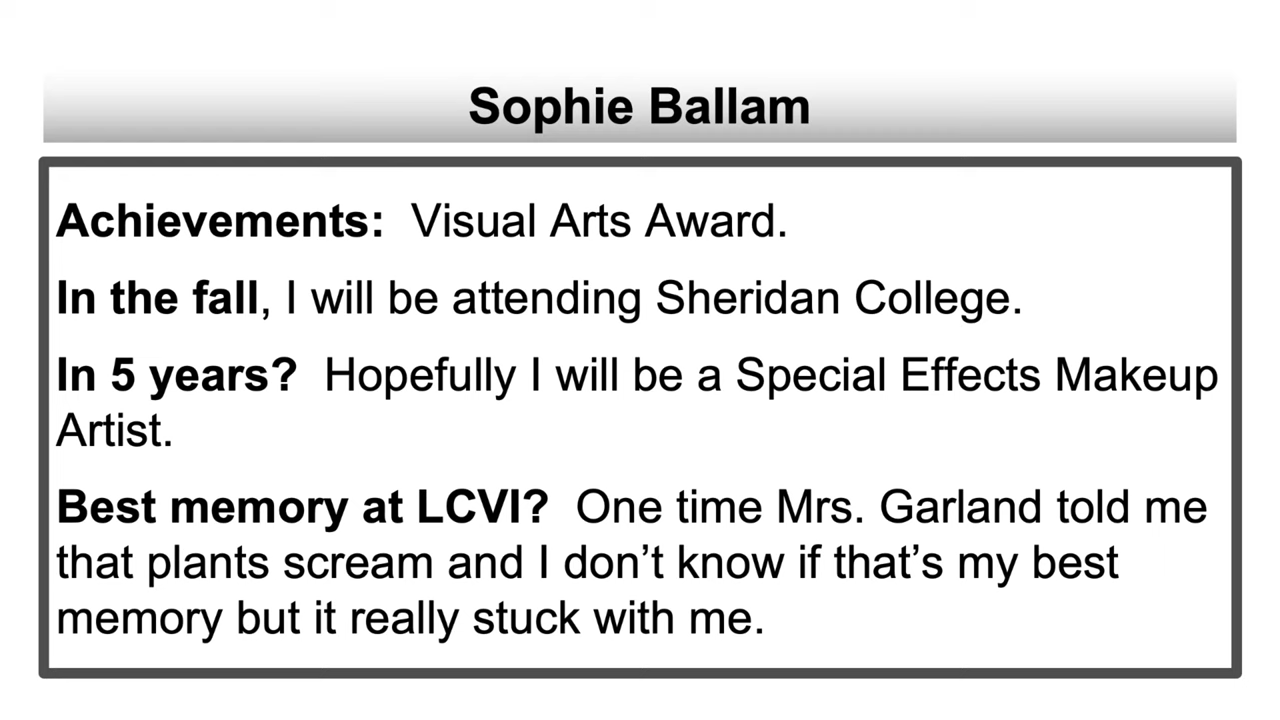 Sophie Ballam
Achievements: Visual Arts Award.
In the fall, I will be attending Sheridan College.
In 5 years? Hopefully I will be a Special Effects Makeup
Artist.
Best memory at LCVI? One time Mrs. Garland told me
that plants scream and I don’t know if that’s my best
memory but it really stuck with me.